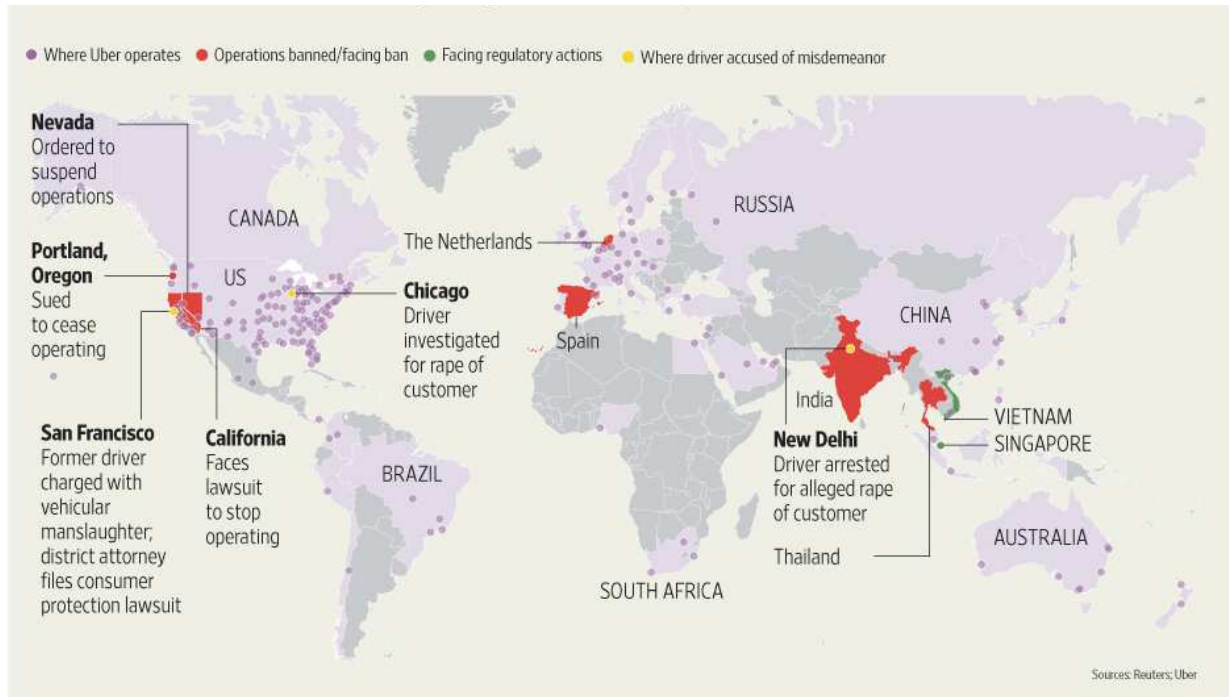 Where Uber operates
Operations banned/facing ban
Facing regulatory actions
Where driver accused of misdemeanor
Nevada
Ordered to
suspend
operations
CANADA
RUSSIA
The Netherlands
Portland,
Oregon
Sued
to cease
operating
US
Chicago
Driver
investigated
for rape of
customer
Spain
CHINA
India
VIETNAM
SINGAPORE
San Francisco
Former driver
charged with
vehicular
manslaughter;
district attorney
files consumer
protection lawsuit
California
Faces
lawsuit
to stop
operating
BRAZIL
New Delhi
Driver arrested
for alleged rape
of customer
Thailand
AUSTRALIA
SOUTH AFRICA
Sources: Reuters; Uber